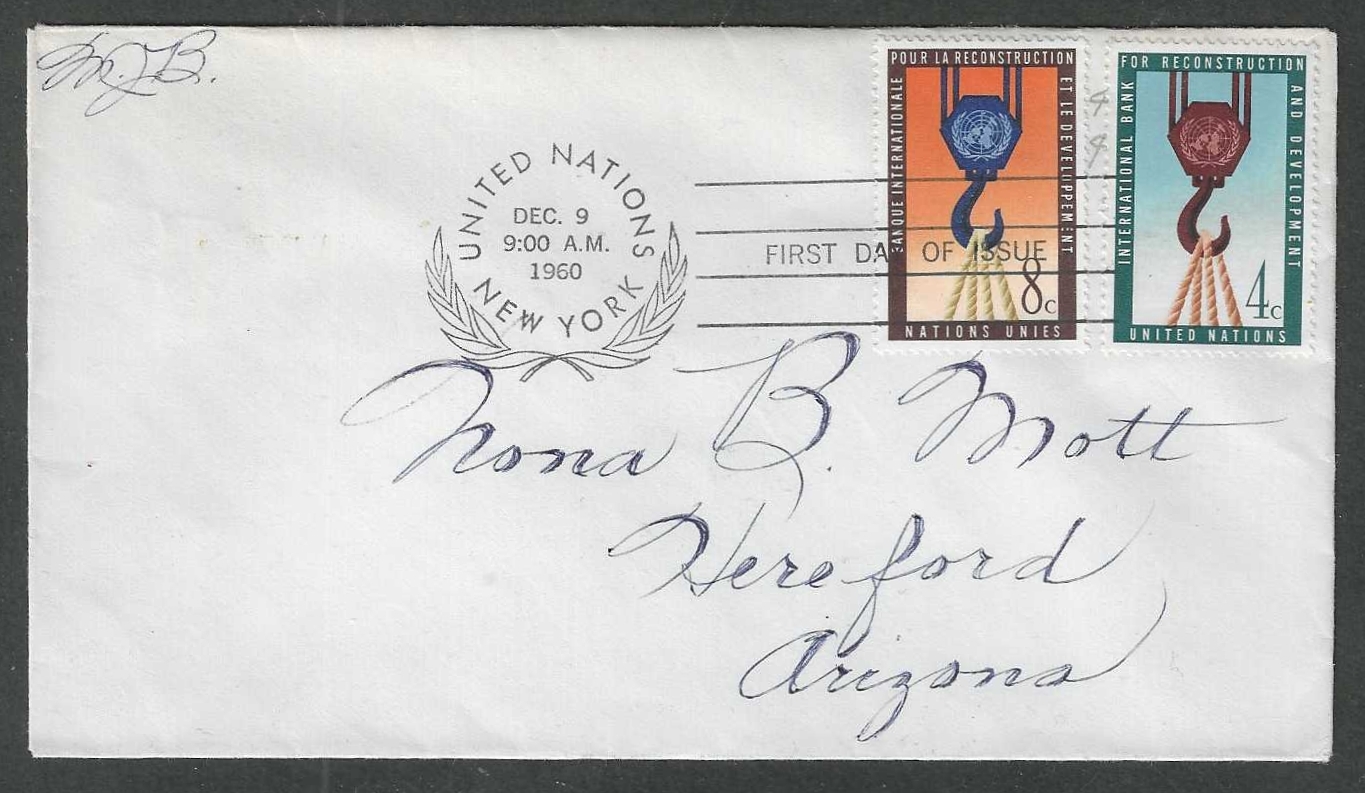 M.J.B.
UNITED NATIONS
DEC. 9
9:00 A.M.
1960
NEW YORK
FIRST DAY OF ISSUE
BANQUE INTERNATIONALE
POUR LA RECONSTRUCTION
ET LE DEVELOPPEMENT
8c
NATIONS UNIES
INTERNATIONAL BANK
FOR RECONSTRUCTION
AND DEVELOPMENT
4c
UNITED NATIONS
Nona B. Mott
Hereford
Arizona